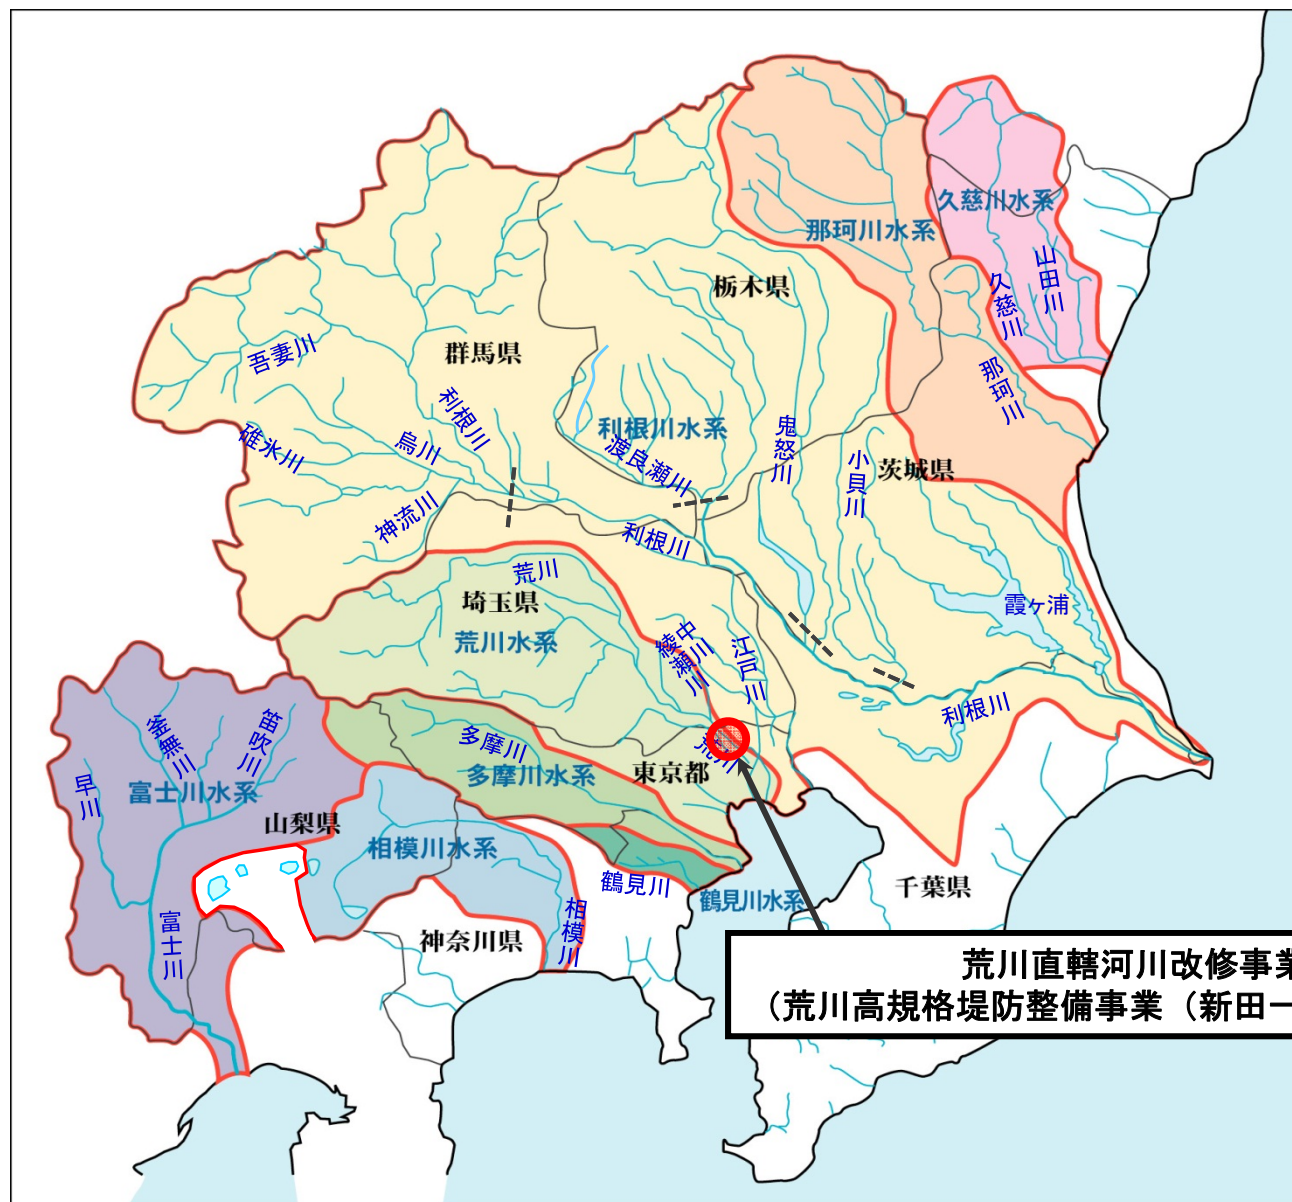 久慈川水系
那珂川水系
山田川
久慈川
栃木県
那珂川
群馬県
吾妻川
利根川
利根川水系
鬼怒川
碓氷川
烏川
渡良瀬川
小貝川
茨城県
神流川
利根川
荒川
埼玉県
荒川水系
霞ヶ浦
綾瀬川
中川
江戸川
利根川
笛吹川
釜無川
多摩川
荒川
早川
富士川水系
多摩川水系
東京都
山梨県
相模川水系
鶴見川
鶴見川水系
千葉県
富士川
相模川
神奈川県
荒川直轄河川改修事業
（荒川高規格堤防整備事業（新田一